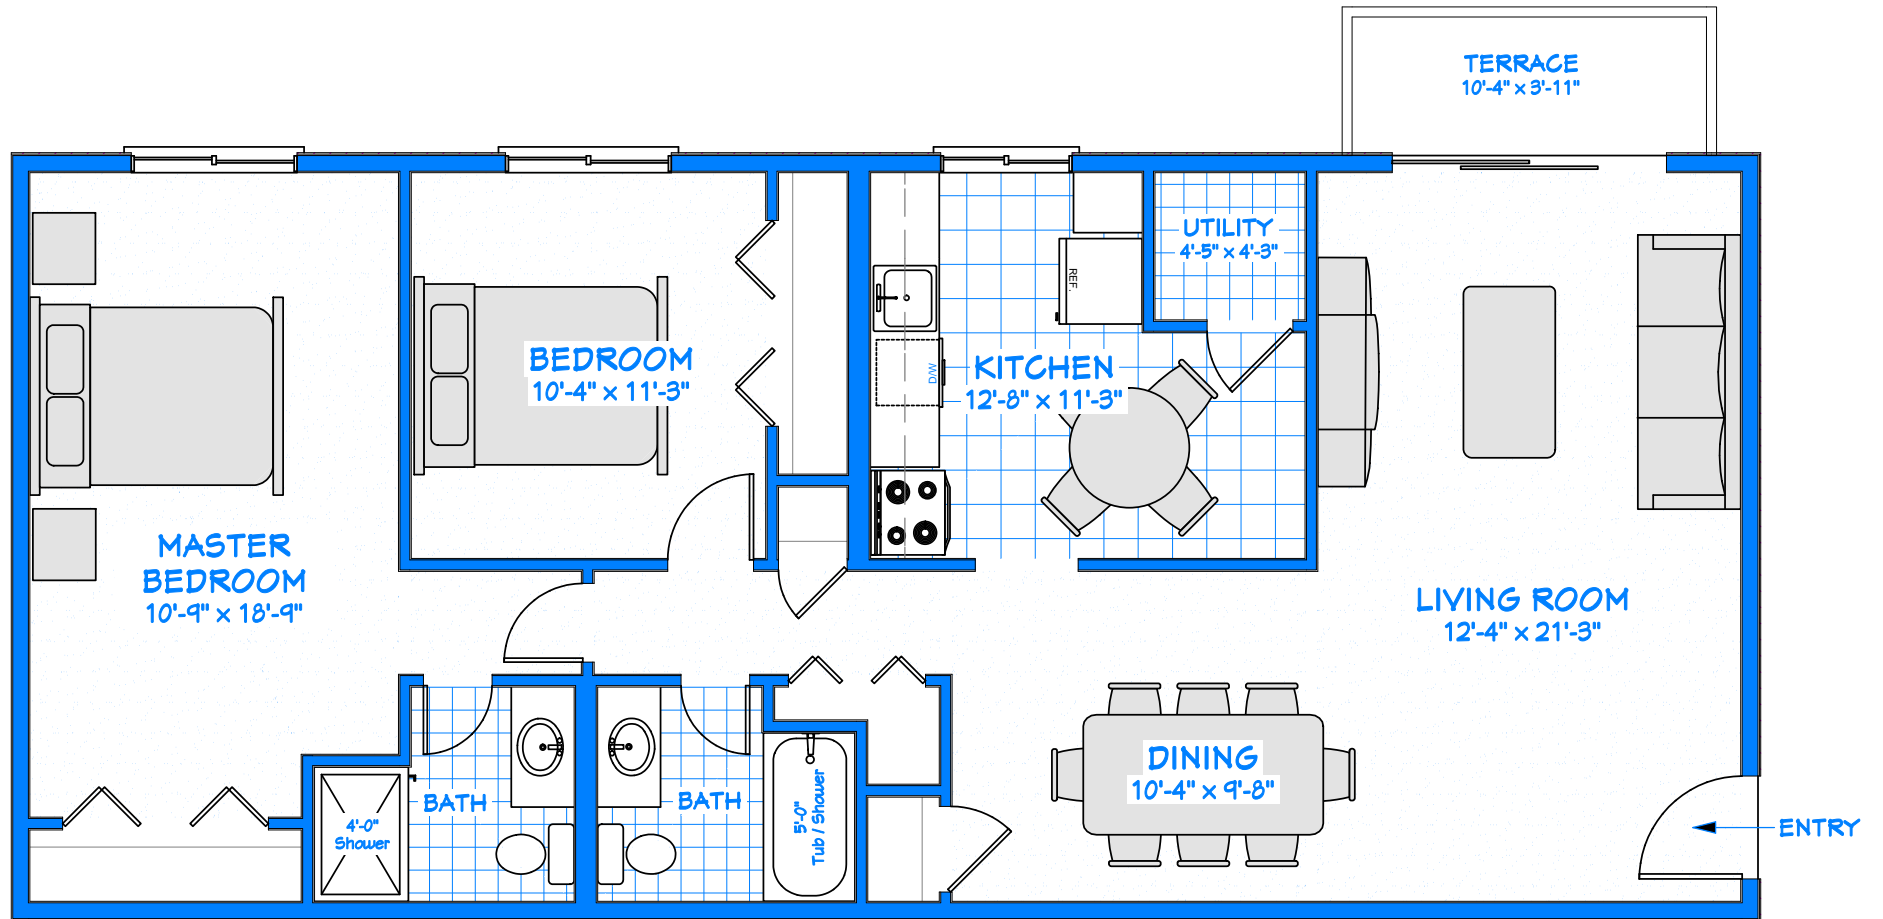 TERRACE
10'-4" x 3'-11"
UTILITY
4'-5" x 4'-3"
REF.
BEDROOM
10'-4" x 11'-3"
D/W
KITCHEN
12'-8" x 11'-3"
MASTER
BEDROOM
10'-9" x 18'-9"
LIVING ROOM
12'-4" x 21'-3"
DINING
10'-4" x 9'-8"
BATH
BATH
4'-0"
Shower
5'-0"
Tub / Shower
ENTRY